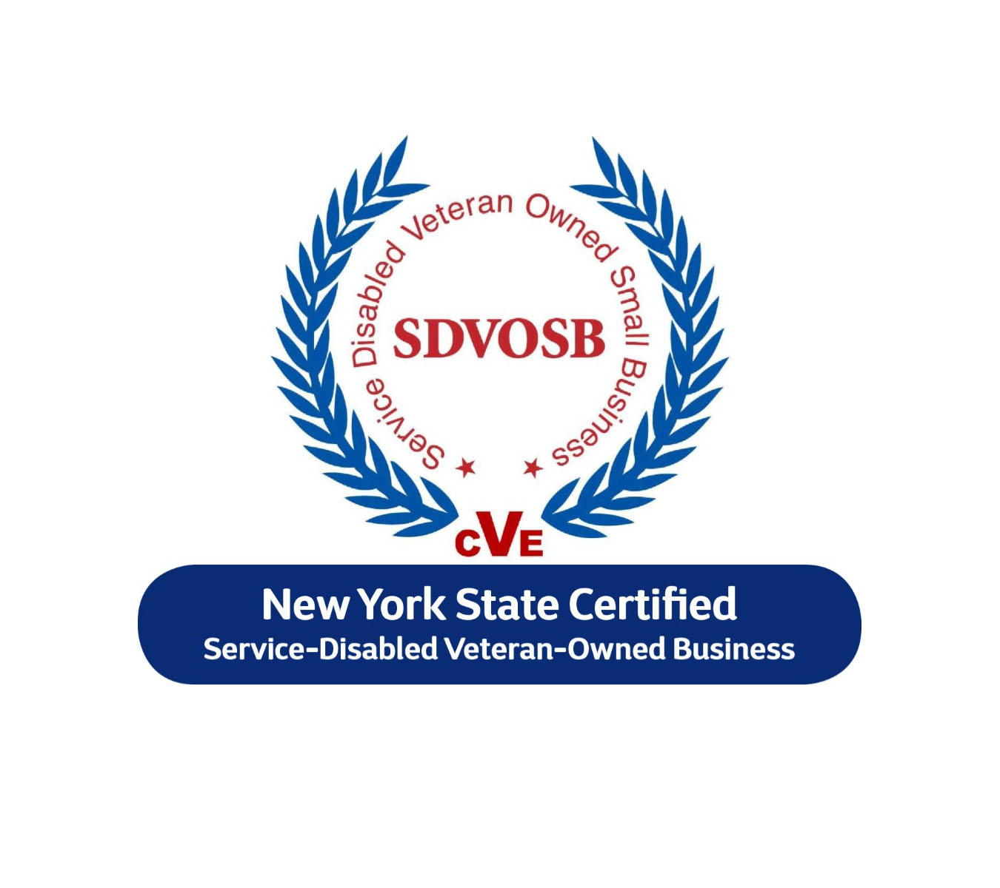 Service Disabled Veteran Owned Small Business
SDVOSB
CVE
New York State Certified
Service-Disabled Veteran-Owned Business